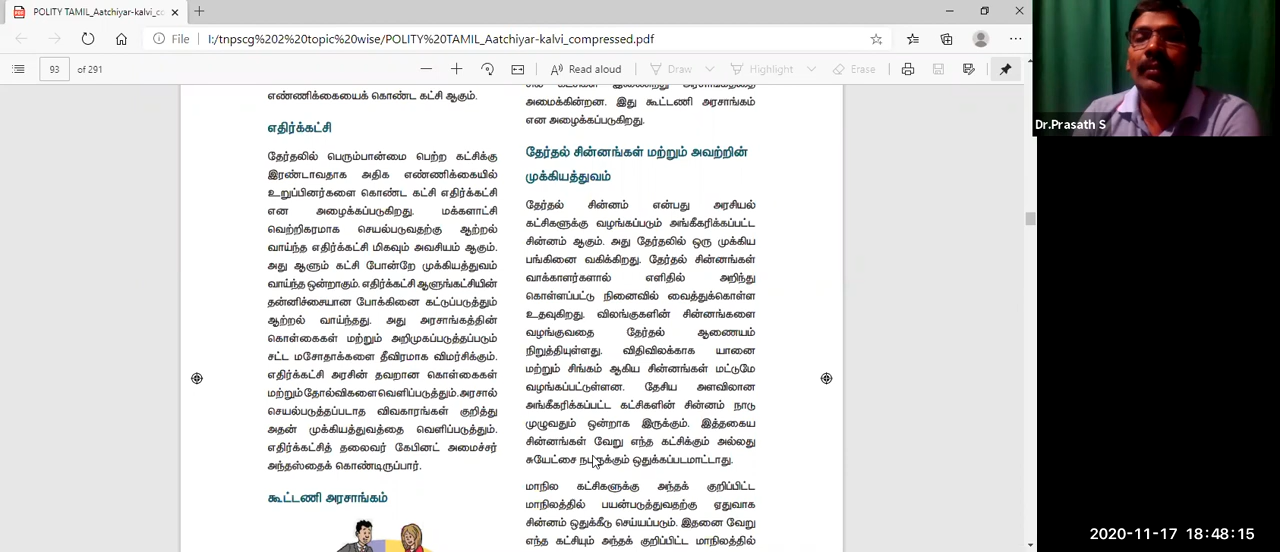 POLITY TAMIL_Aatchiyar-kalvi_co
File
I:/tnpscg%202%20topic%20wise/POLITY%20TAMIL_Aatchiyar-kalvi_compressed.pdf
93
of 291
Read aloud
Draw
Highlight
Erase
Dr.Prasath S
எண்ணிக்கையைக் கொண்ட கட்சி ஆகும்.
எதிர்க்கட்சி
தேர்தலில் பெரும்பான்மை பெற்ற கட்சிக்கு
இரண்டாவதாக அதிக எண்ணிக்கையில்
உறுப்பினர்களை கொண்ட கட்சி எதிர்க்கட்சி
என அழைக்கப்படுகிறது. மக்களாட்சி
வெற்றிகரமாக செயல்படுவதற்கு ஆற்றல்
வாய்ந்த எதிர்கட்சி மிகவும் அவசியம் ஆகும்.
அது ஆளும் கட்சி போன்றே முக்கியத்துவம்
வாய்ந்த ஒன்றாகும். எதிர்க்கட்சி ஆளுங்கட்சியின்
தன்னிச்சையான போக்கினை கட்டுப்படுத்தும்
ஆற்றல் வாய்ந்தது. அது அரசாங்கத்தின்
கொள்கைகள் மற்றும் அறிமுகப்படுத்தப்படும்
சட்ட மசோதாக்களை தீவிரமாக விமர்சிக்கும்.
எதிர்க்கட்சி அரசின் தவறான கொள்கைகள்
மற்றும் தோல்விகளை வெளிப்படுத்தும். அரசால்
செயல்படுத்தப்படாத விவகாரங்கள் குறித்து
அதன் முக்கியத்துவத்தை வெளிப்படுத்தும்.
எதிர்க்கட்சித் தலைவர் கேபினட் அமைச்சர்
அந்தஸ்தைக் கொண்டிருப்பார்.
கூட்டணி அரசாங்கம்
அமைக்கின்றன. இது கூட்டணி அரசாங்கம்
என அழைக்கப்படுகிறது.
தேர்தல் சின்னங்கள் மற்றும் அவற்றின்
முக்கியத்துவம்
தேர்தல் சின்னம் என்பது அரசியல்
கட்சிகளுக்கு வழங்கப்படும் அங்கீகரிக்கப்பட்ட
சின்னம் ஆகும். அது தேர்தலில் ஒரு முக்கிய
பங்கினை வகிக்கிறது. தேர்தல் சின்னங்கள்
வாக்காளர்களால் எளிதில் அறிந்து
கொள்ளப்பட்டு நினைவில் வைத்துக்கொள்ள
உதவுகிறது. விலங்குகளின் சின்னங்களை
வழங்குவதை தேர்தல் ஆணையம்
நிறுத்தியுள்ளது. விதிவிலக்காக யானை
மற்றும் சிங்கம் ஆகிய சின்னங்கள் மட்டுமே
வழங்கப்பட்டுள்ளன. தேசிய அளவிலான
அங்கீகரிக்கப்பட்ட கட்சிகளின் சின்னம் நாடு
முழுவதும் ஒன்றாக இருக்கும். இத்தகைய
சின்னங்கள் வேறு எந்த கட்சிக்கும் அல்லது
சுயேட்சை ஒதுக்கப்படமாட்டாது.
மாநில கட்சிகளுக்கு அந்தக் குறிப்பிட்ட
மாநிலத்தில் பயன்படுத்துவதற்கு ஏதுவாக
சின்னம் ஒதுக்கீடு செய்யப்படும். இதனை வேறு
எந்த கட்சியும் அந்தக் குறிப்பிட்ட மாநிலத்தில்
2020-11-17 18:48:15